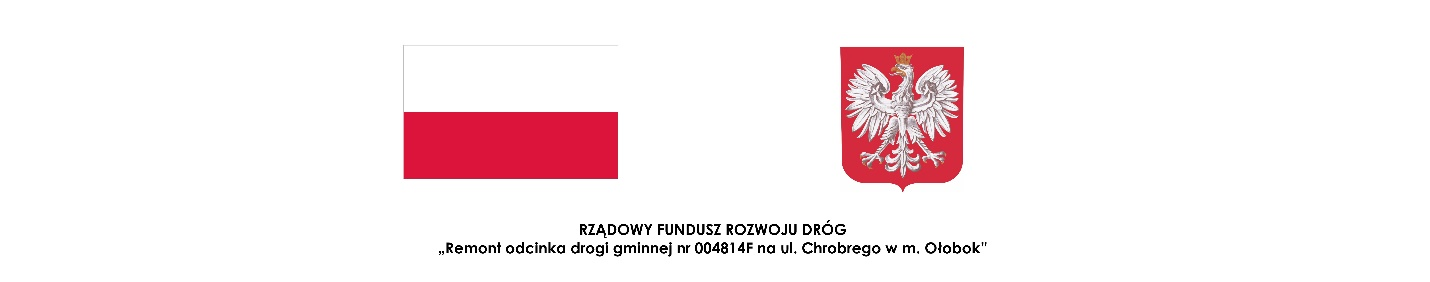 RZĄDOWY FUNDUSZ ROZWOJU DRÓG
„Remont odcinka drogi gminnej nr 004814F na ul. Chrobrego w m. Ołobok”